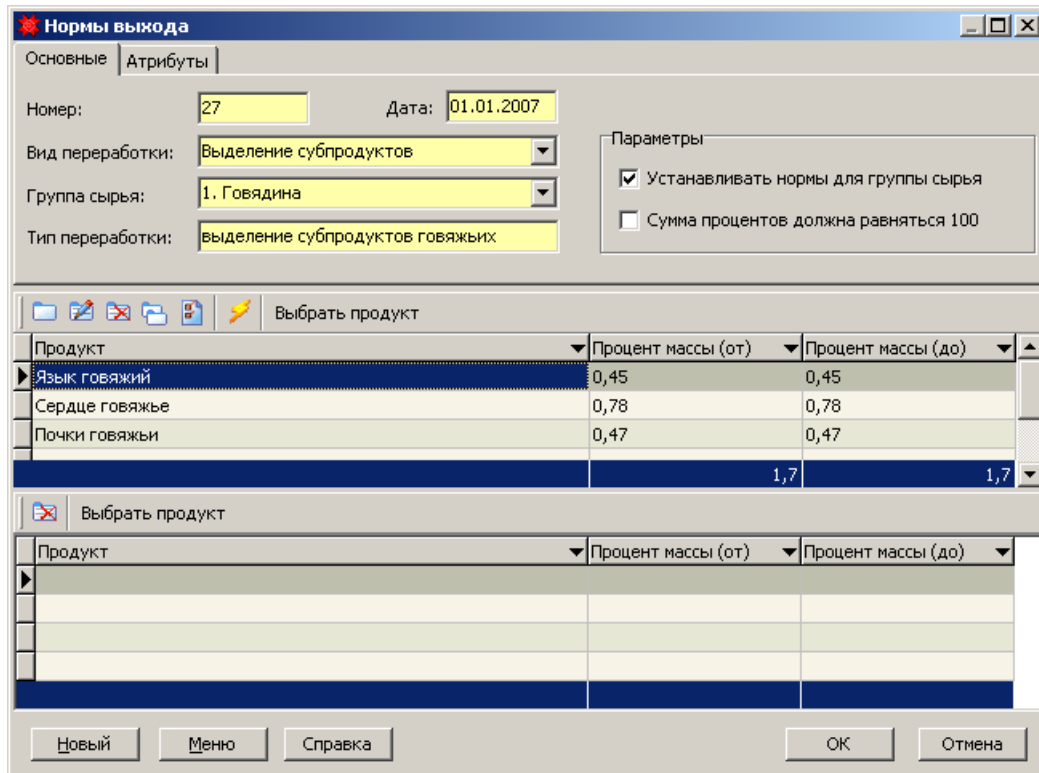 Нормы выхода
Основные Атрибуты
Номер: 27 Дата: 01.01.2007
Параметры
Вид переработки: Выделение субпродуктов
Устанавливать нормы для группы сырья
Группа сырья: 1. Говядина
Сумма процентов должна равняться 100
Тип переработки: выделение субпродуктов говяжьих
Выбрать продукт
Продукт Процент массы (от) Процент массы (до)
Язык говяжий 0,45 0,45
Сердце говяжье 0,78 0,78
Почки говяжьи 0,47 0,47
1,7 1,7
Выбрать продукт
Продукт Процент массы (от) Процент массы (до)
Новый Меню Справка ОК Отмена